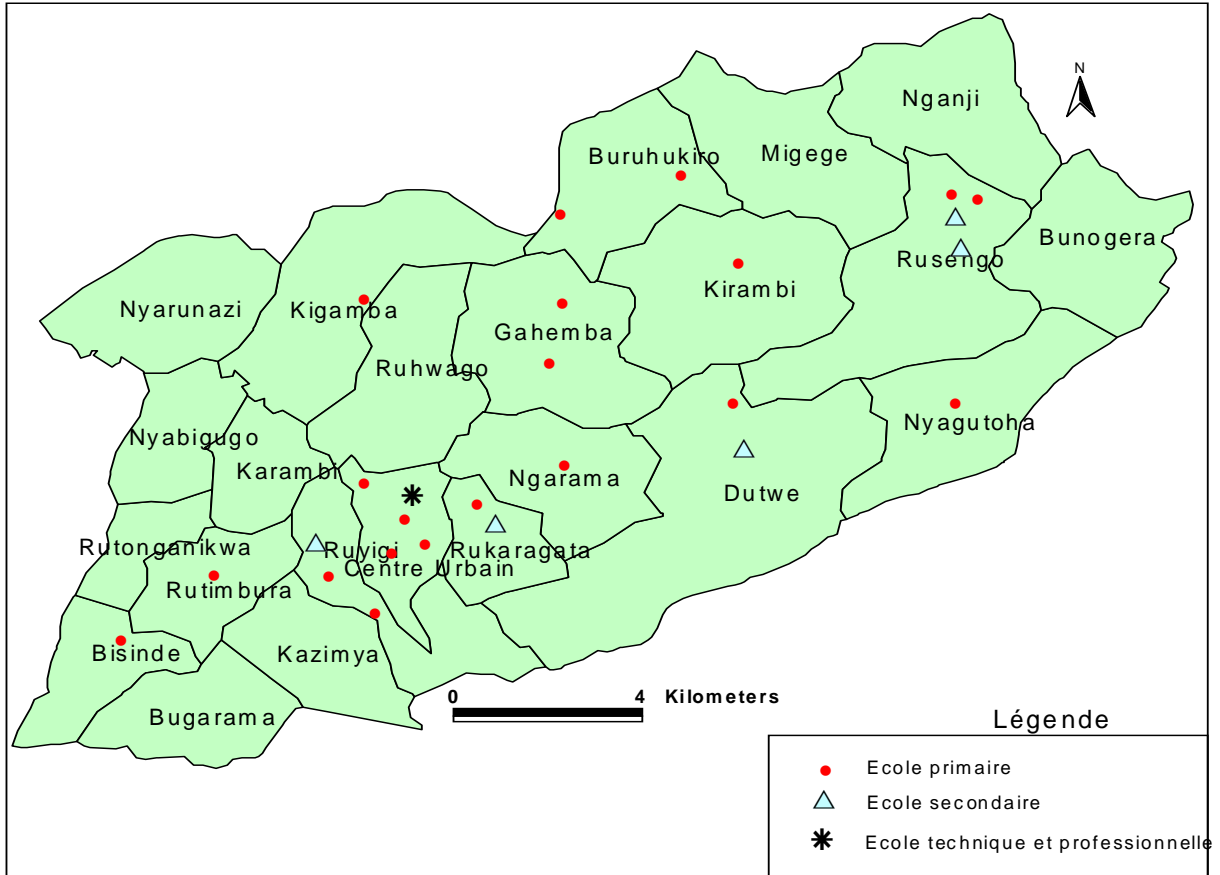 N
Nganji
Migege
Buruhukiro
Bunogera
Rusengo
Kirambi
Nyarunazi
Kigamba
Gahemba
Ruhwago
Nyagutoha
Nyabigugo
Karambi
Ngarama
Dutwe
Rutonganikwa
Ruyigi
Centre Urbain
Rukaragata
Rutimbura
Bisinde
Kazimya
Bugarama
0 4 Kilometers
Légende
Ecole primaire
Ecole secondaire
Ecole technique et professionnelle